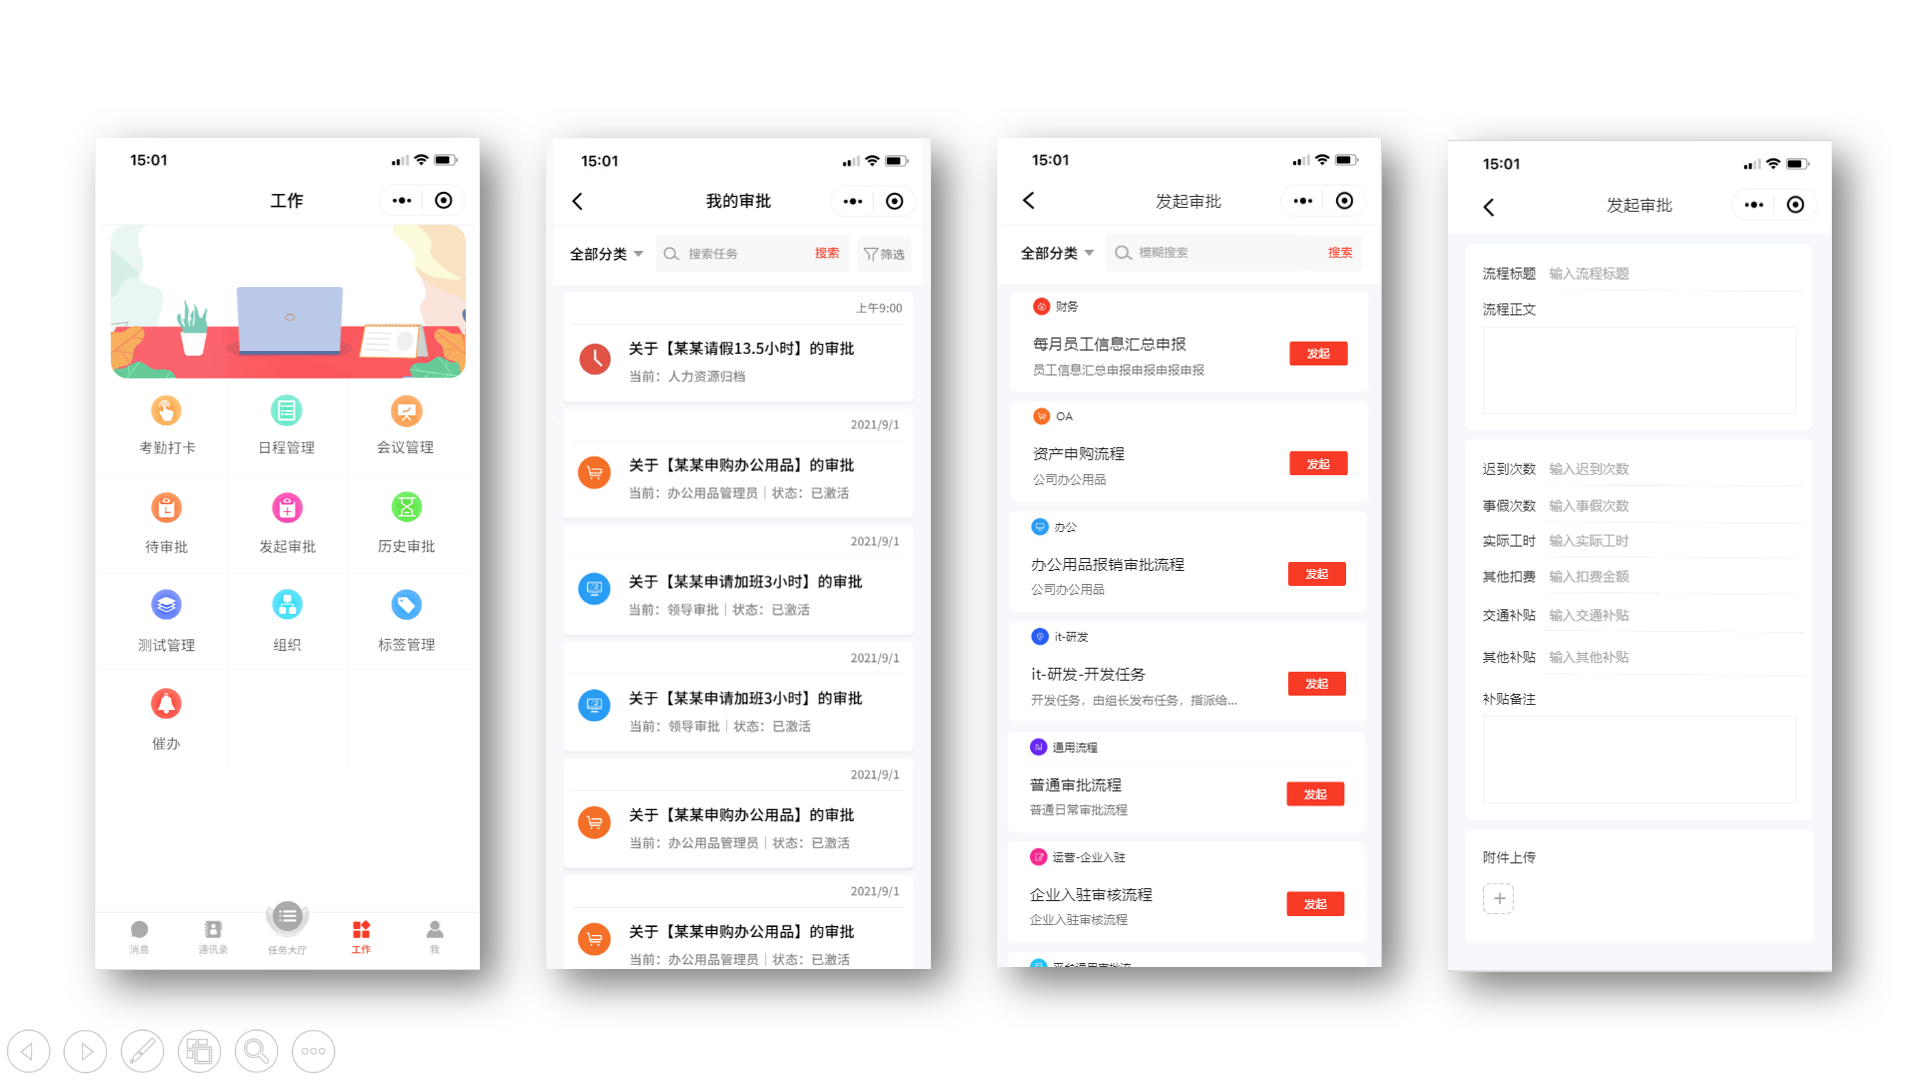 15:01
工作
考勤打卡
日程管理
会议管理
待审批
发起审批
历史审批
测试管理
组织
标签管理
催办
消息
通讯录
任务大厅
工作
我
15:01
我的审批
全部分类
搜索任务
搜索
筛选
上午9:00
关于【某某请假13.5小时】的审批
当前：人力资源归档
2021/9/1
关于【某某申购办公用品】的审批
当前：办公用品管理员｜状态：已激活
2021/9/1
关于【某某申请加班3小时】的审批
当前：领导审批｜状态：已激活
2021/9/1
关于【某某申请加班3小时】的审批
当前：领导审批｜状态：已激活
2021/9/1
关于【某某申购办公用品】的审批
当前：办公用品管理员｜状态：已激活
2021/9/1
关于【某某申购办公用品】的审批
当前：办公用品管理员｜状态：已激活
15:01
发起审批
全部分类
模糊搜索
搜索
财务
每月员工信息汇总申报
员工信息汇总申报申报申报申报
发起
OA
资产申购流程
公司办公用品
发起
办公
办公用品报销审批流程
公司办公用品
发起
it-研发
it-研发-开发任务
开发任务，由组长发布任务，指派给...
发起
通用流程
普通审批流程
普通日常审批流程
发起
运营-企业入驻
企业入驻审核流程
企业入驻审核流程
发起
15:01
发起审批
流程标题 输入流程标题
流程正文
迟到次数 输入迟到次数
事假次数 输入事假次数
实际工时 输入实际工时
其他扣费 输入扣费金额
交通补贴 输入交通补贴
其他补贴 输入其他补贴
补贴备注
附件上传